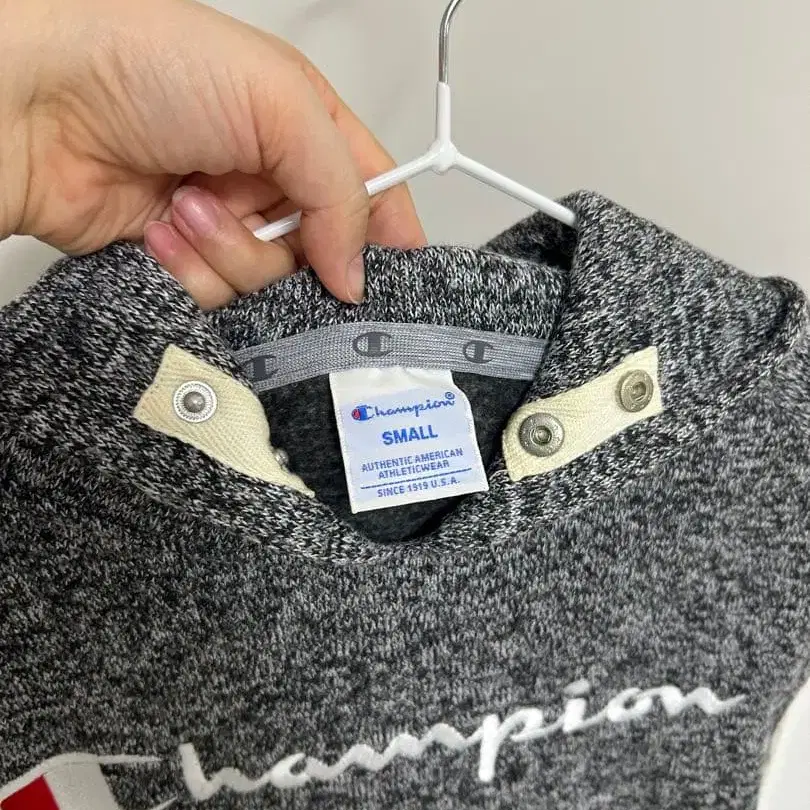 Champion®
SMALL
AUTHENTIC AMERICAN
ATHLETICWEAR
SINCE 1919 U.S.A.
Champion